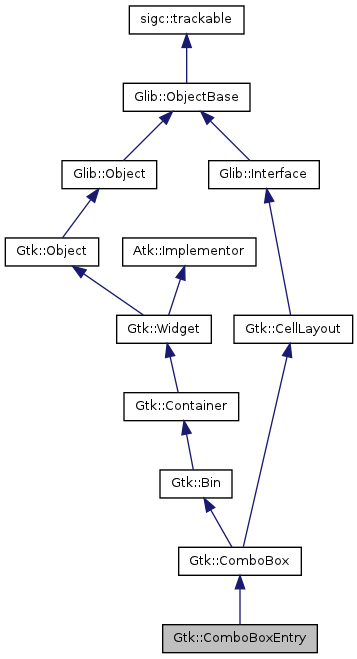 sigc::trackable
Glib::ObjectBase
Glib::Object
Glib::Interface
Gtk::Object
Atk::Implementor
Gtk::Widget
Gtk::CellLayout
Gtk::Container
Gtk::Bin
Gtk::ComboBox
Gtk::ComboBoxEntry